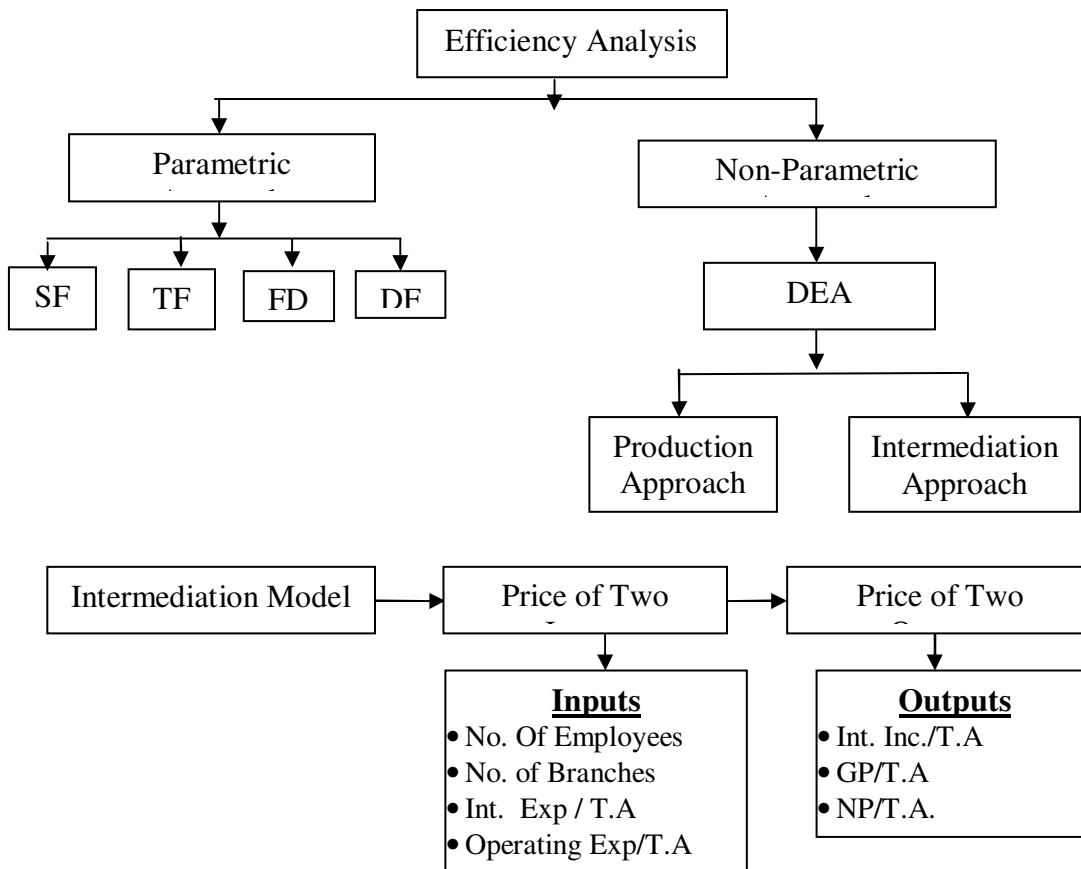 Efficiency Analysis
Parametric
Non-Parametric
SF
TF
FD
DF
DEA
Production
Approach
Intermediation
Approach
Intermediation Model
Price of Two
Price of Two
Inputs
• No. Of Employees
• No. of Branches
• Int. Exp / T.A
• Operating Exp/T.A
Outputs
• Int. Inc./T.A
• GP/T.A
• NP/T.A.